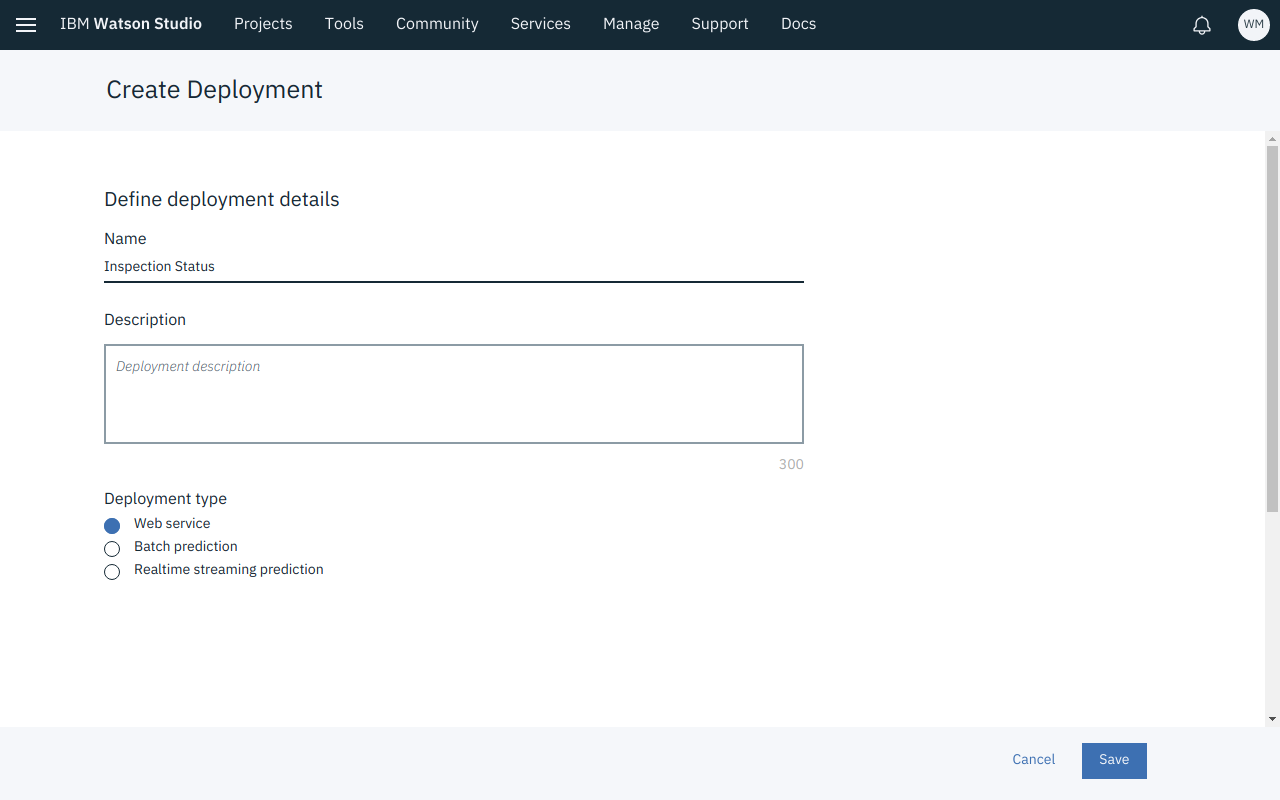 IBM Watson Studio Projects Tools Community Services Manage Support Docs WM
Create Deployment
Define deployment details
Name
Inspection Status
Description
Deployment description
300
Deployment type
Web service
Batch prediction
Realtime streaming prediction
Cancel Save